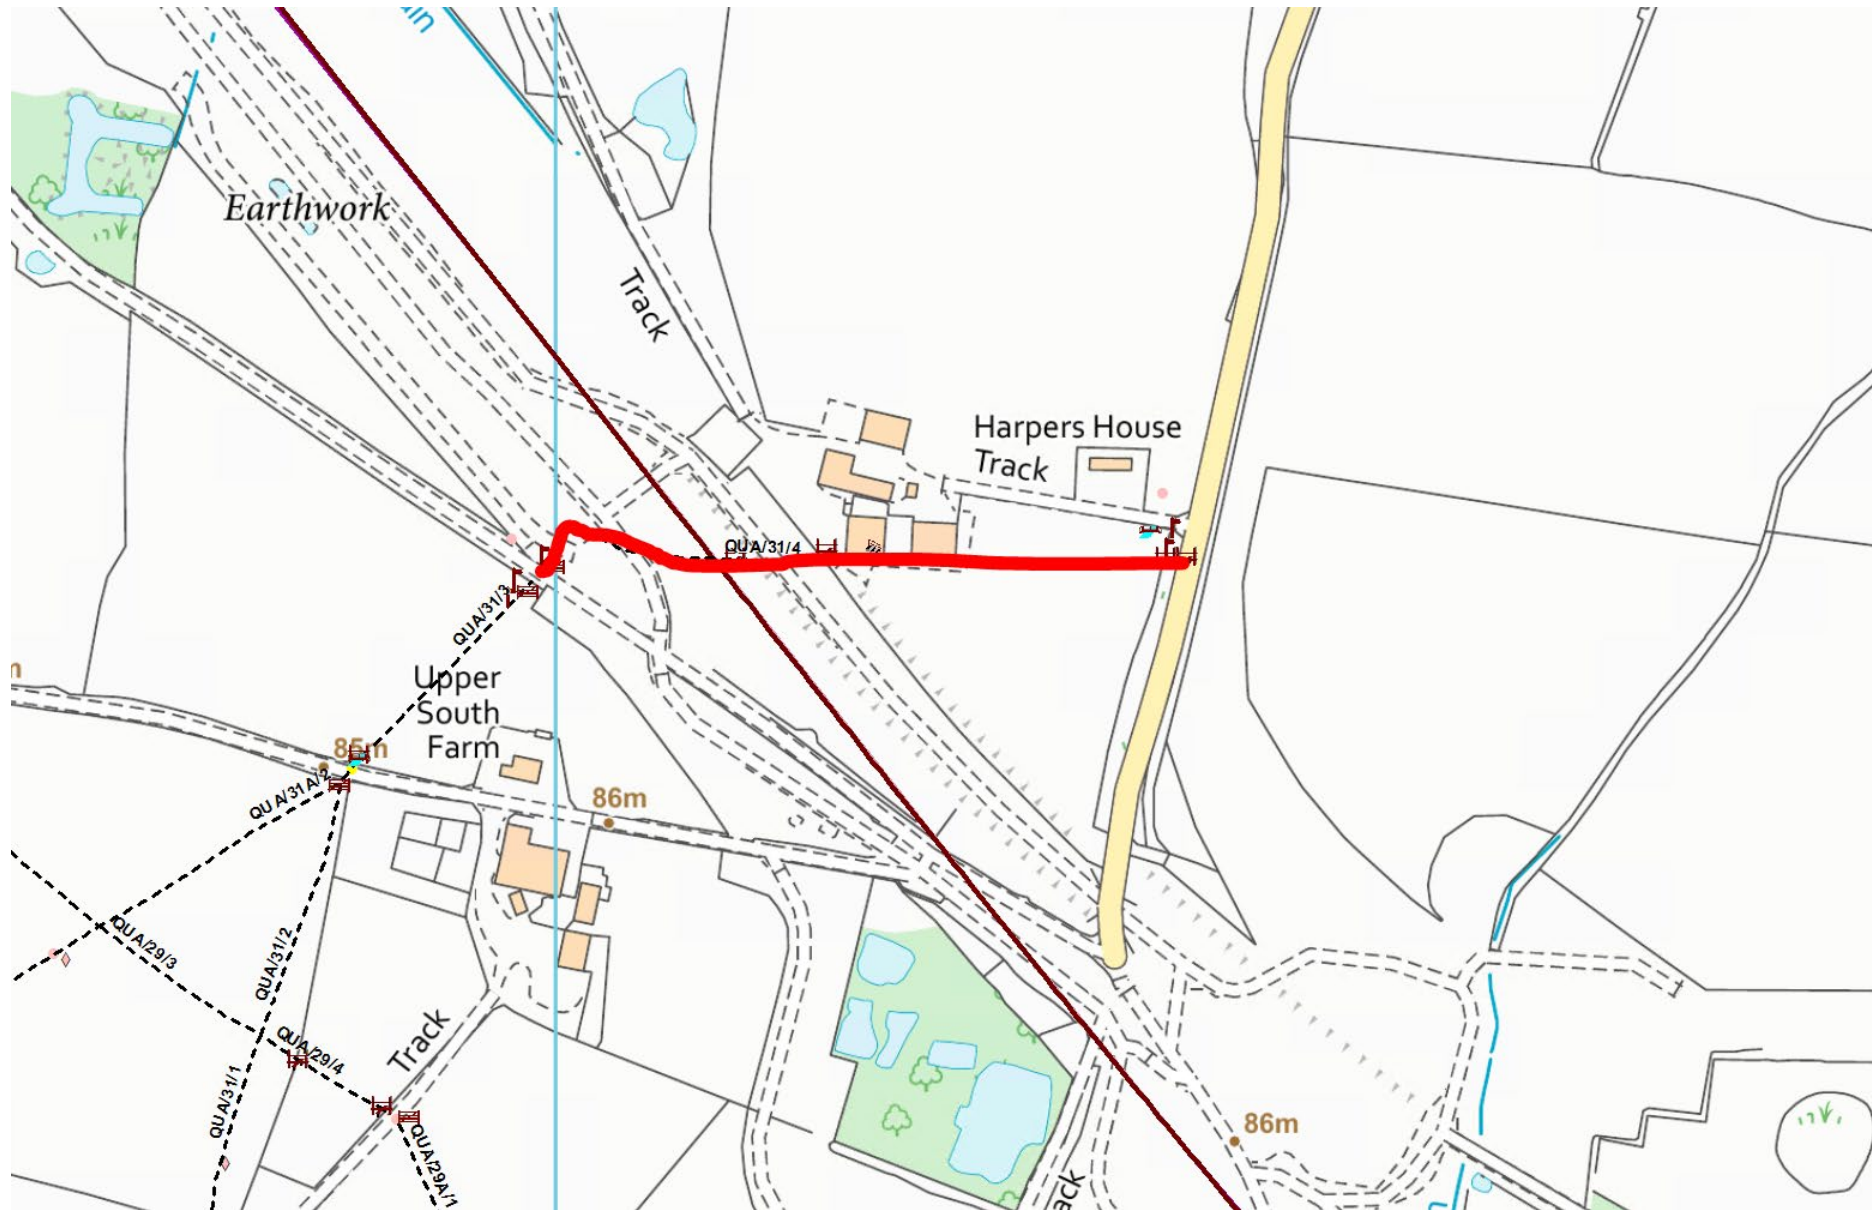 Earthwork
Track
Harpers House
Track
QUA/31/4
QUA/31/3
Upper
South
Farm
85m
QUA/31A/2
86m
QUA/29/3
QUA/31/2
QUA/29/4
Track
QUA/31/1
QUA/29A/1
86m